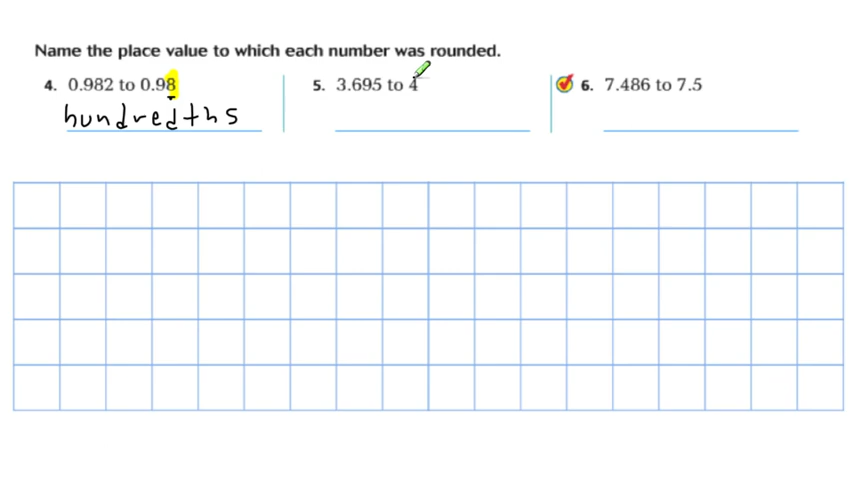 Name the place value to which each number was rounded.
4. 0.982 to 0.98
hundredths
5. 3.695 to 4
6. 7.486 to 7.5